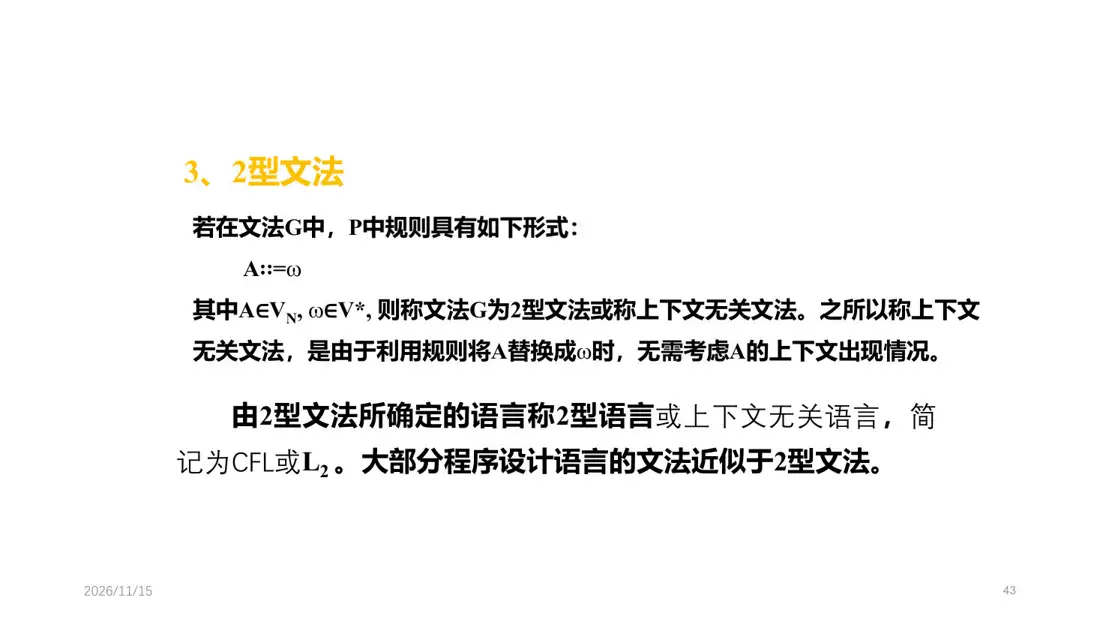 3、2型文法
若在文法G中，P中规则具有如下形式：
A::=ω
其中A∈VN, ω∈V*, 则称文法G为2型文法或称上下文无关文法。之所以称上下文
无关文法，是由于利用规则将A替换成ω时，无需考虑A的上下文出现情况。
由2型文法所确定的语言称2型语言或上下文无关语言，简
记为CFL或L2 。大部分程序设计语言的文法近似于2型文法。
2026/11/15
43